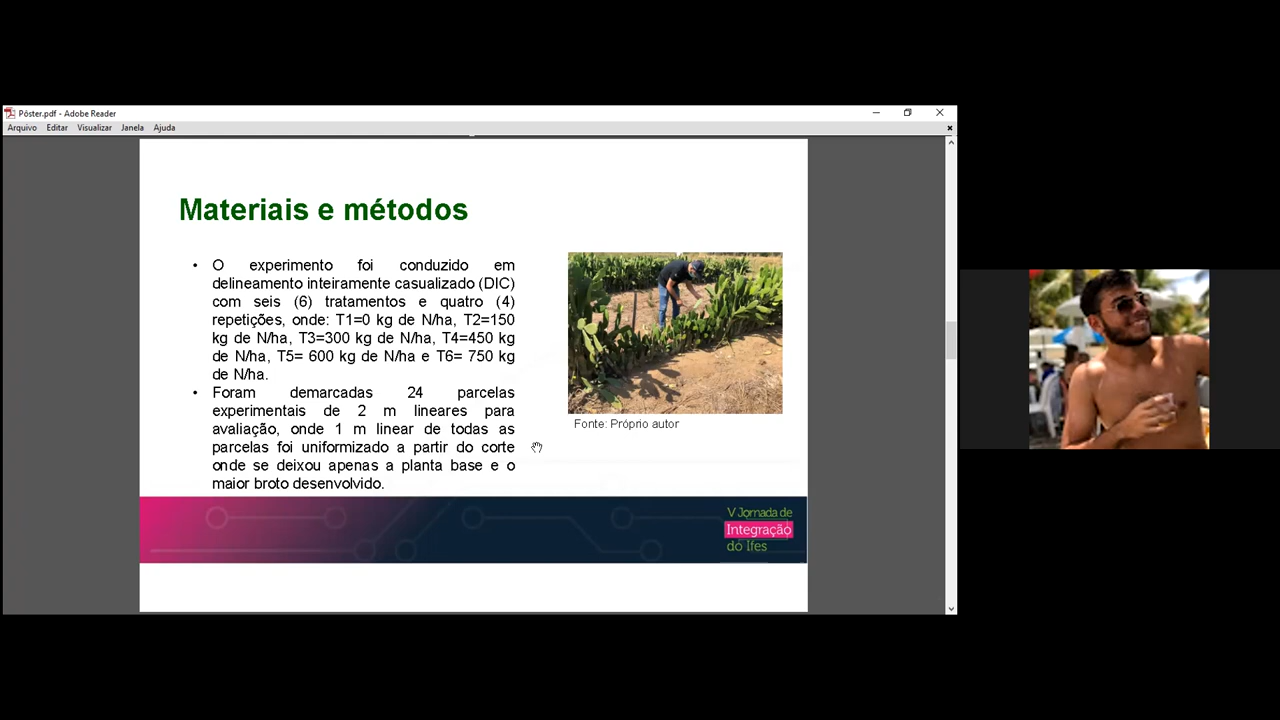 Póster.pdf - Adobe Reader
Arquivo Editar Visualizar Janela Ajuda
Materiais e métodos
• O experimento foi conduzido em
delineamento inteiramente casualizado (DIC)
com seis (6) tratamentos e quatro (4)
repetições, onde: T1=0 kg de N/ha, T2=150
kg de N/ha, T3=300 kg de N/ha, T4=450 kg
de N/ha, T5= 600 kg de N/ha e T6= 750 kg
de N/ha.
• Foram demarcadas 24 parcelas
experimentais de 2 m lineares para
avaliação, onde 1 m linear de todas as
parcelas foi uniformizado a partir do corte
onde se deixou apenas a planta base e o
maior broto desenvolvido.
Fonte: Próprio autor
V Jornada de
Integração
do Ifes